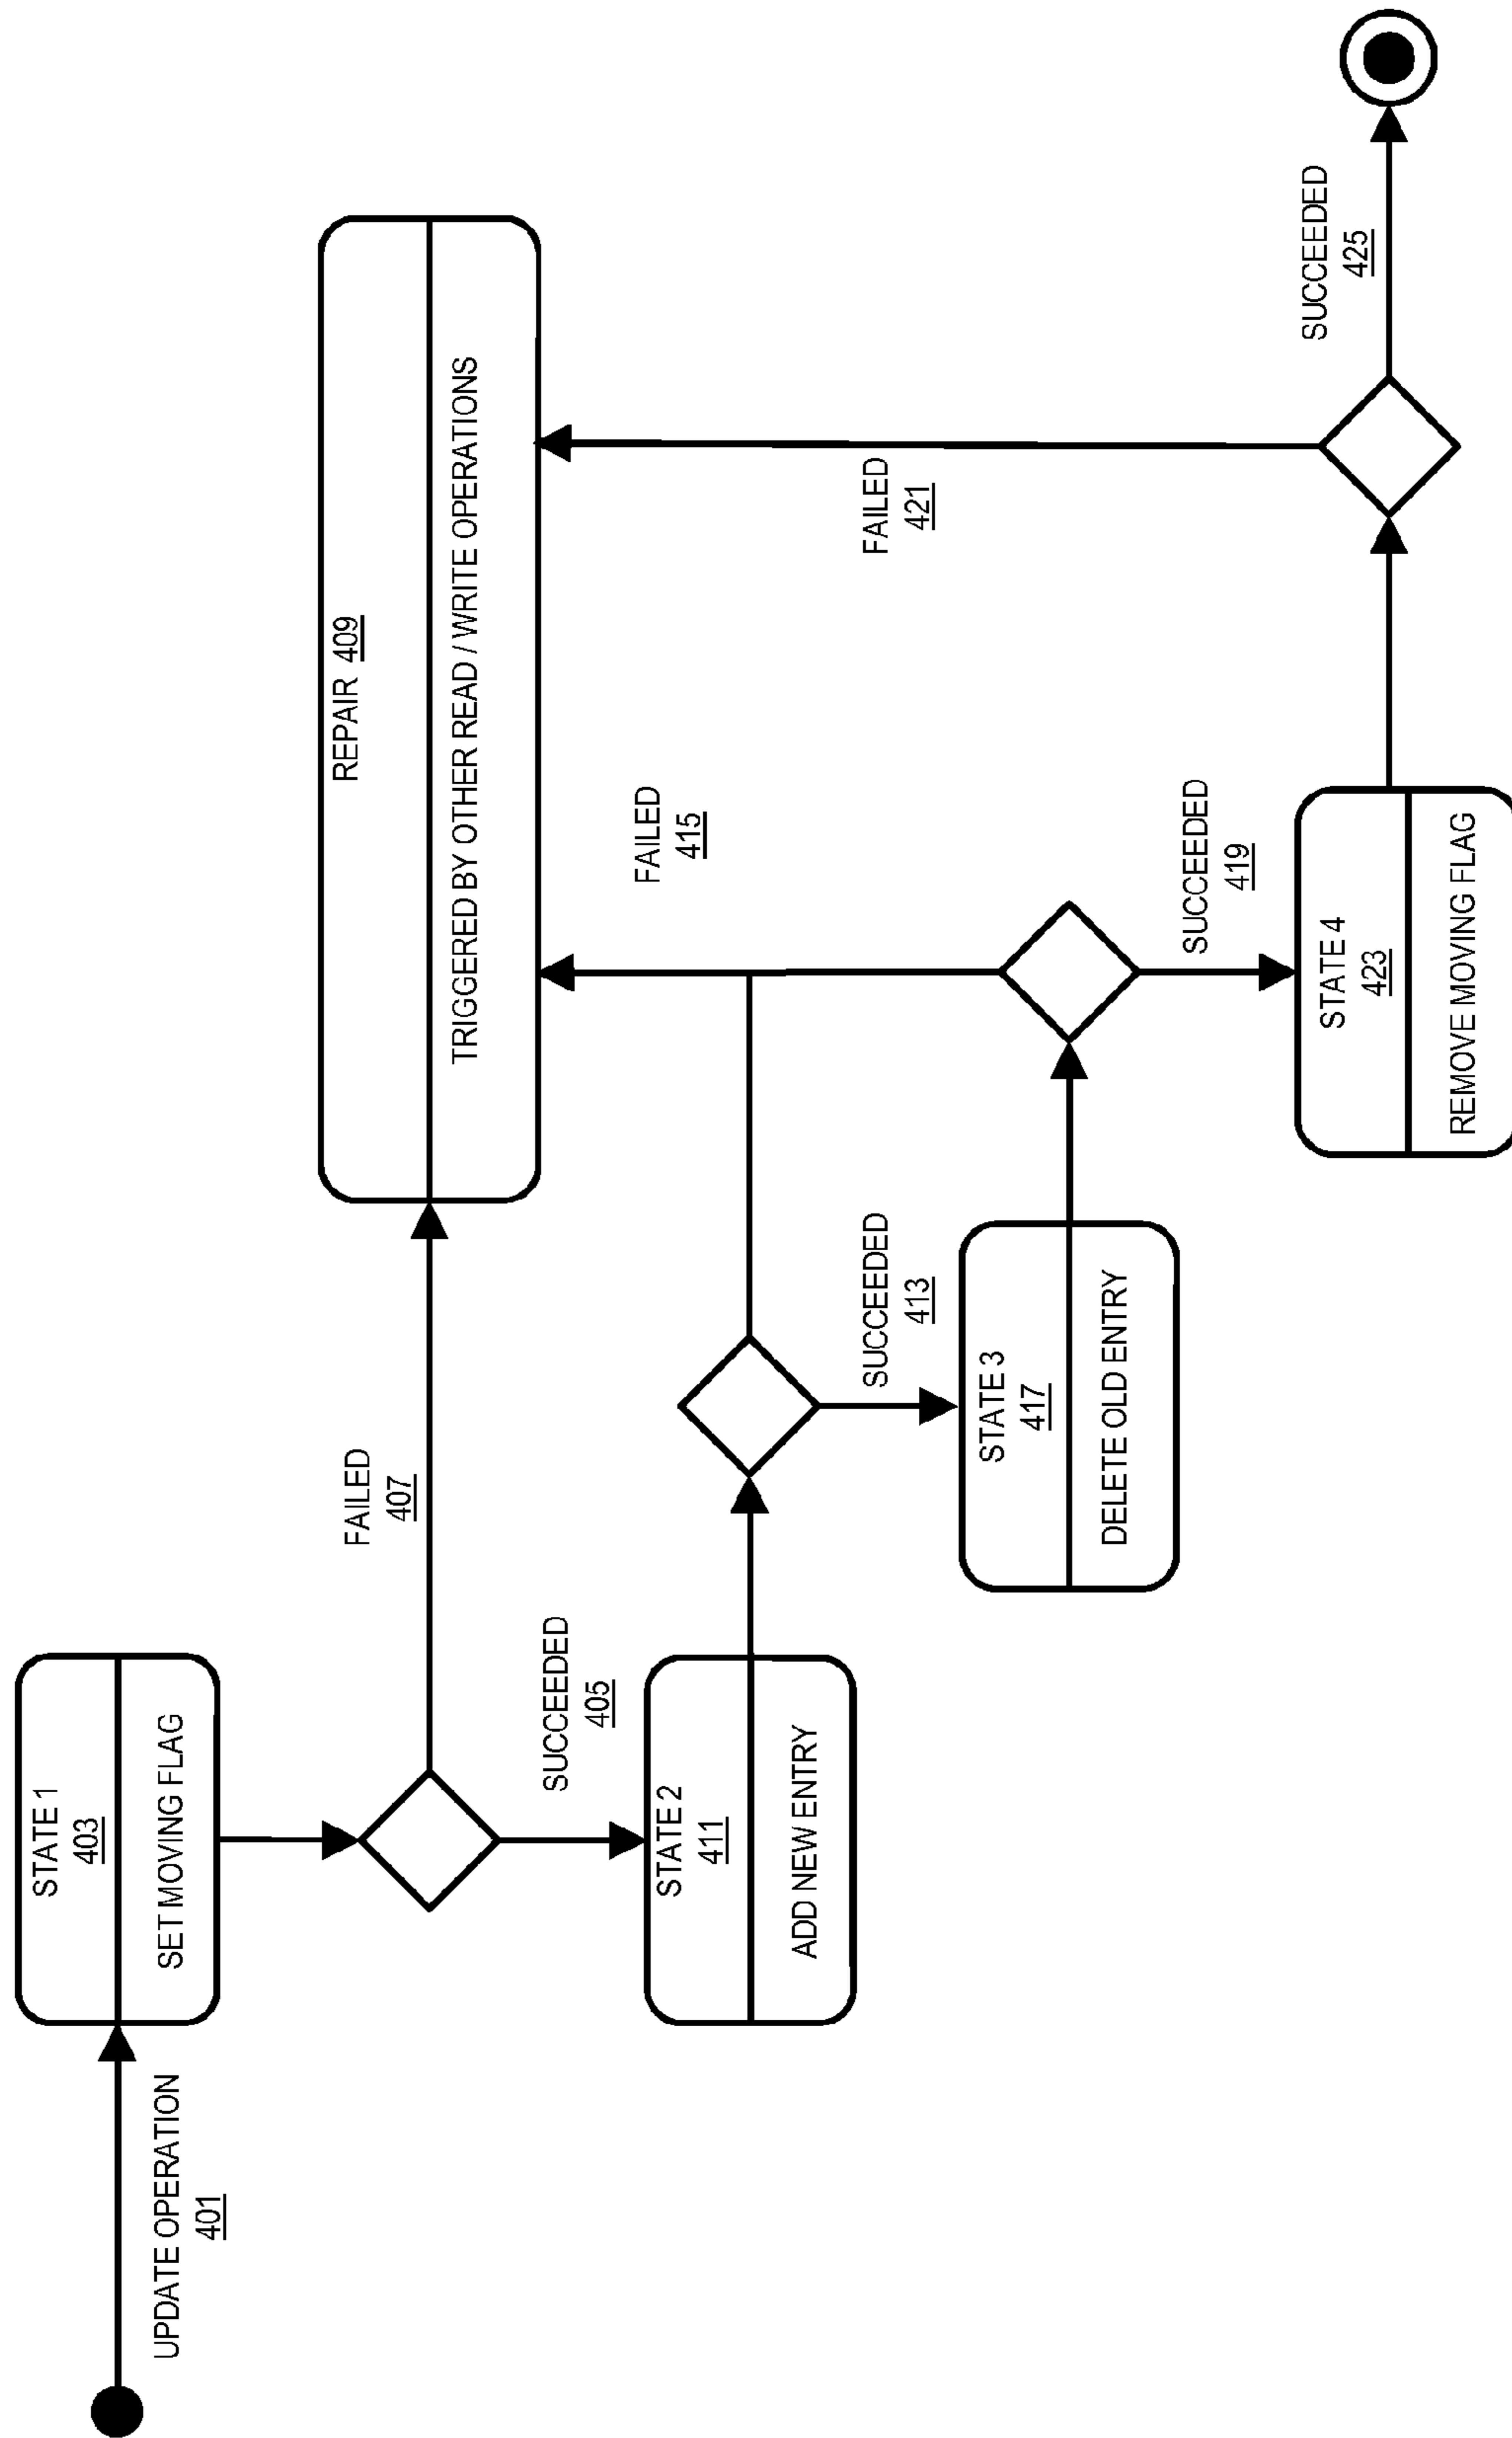 UPDATE OPERATION
401
STATE 1
403
SET MOVING FLAG
FAILED
407
REPAIR 409
TRIGGERED BY OTHER READ / WRITE OPERATIONS
SUCCEEDED
405
STATE 2
411
ADD NEW ENTRY
FAILED
415
SUCCEEDED
413
STATE 3
417
DELETE OLD ENTRY
FAILED
421
SUCCEEDED
419
STATE 4
423
REMOVE MOVING FLAG
SUCCEEDED
425